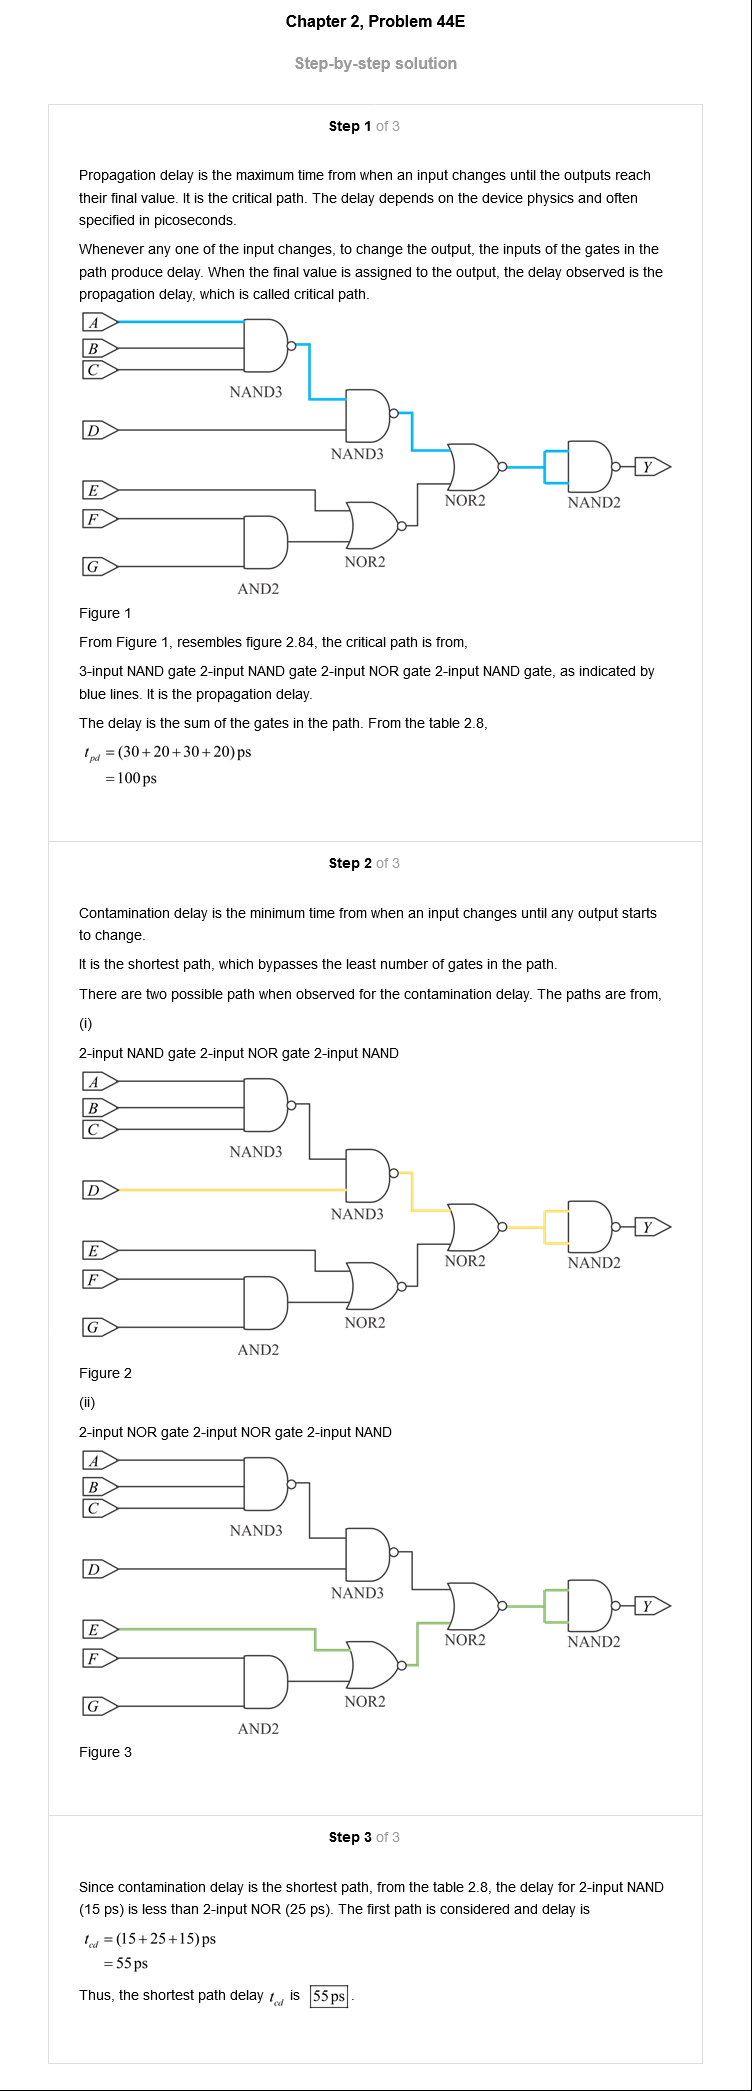 Chapter 2, Problem 44E
Step-by-step solution
Step 1 of 3
Propagation delay is the maximum time from when an input changes until the outputs reach
their final value. It is the critical path. The delay depends on the device physics and often
specified in picoseconds.
Whenever any one of the input changes, to change the output, the inputs of the gates in the
path produce delay. When the final value is assigned to the output, the delay observed is the
propagation delay, which is called critical path.
A
B
C
NAND3
D
NAND3
E
NOR2
NAND2
Y
F
NOR2
G
AND2
Figure 1
From Figure 1, resembles figure 2.84, the critical path is from,
3-input NAND gate 2-input NAND gate 2-input NOR gate 2-input NAND gate, as indicated by
blue lines. It is the propagation delay.
The delay is the sum of the gates in the path. From the table 2.8,
t_pd = (30+20+30+20) ps
= 100 ps
Step 2 of 3
Contamination delay is the minimum time from when an input changes until any output starts
to change.
It is the shortest path, which bypasses the least number of gates in the path.
There are two possible path when observed for the contamination delay. The paths are from,
(i)
2-input NAND gate 2-input NOR gate 2-input NAND
A
B
C
NAND3
D
NAND3
E
NOR2
NAND2
Y
F
NOR2
G
AND2
Figure 2
(ii)
2-input NOR gate 2-input NOR gate 2-input NAND
A
B
C
NAND3
D
NAND3
E
NOR2
NAND2
Y
F
NOR2
G
AND2
Figure 3
Step 3 of 3
Since contamination delay is the shortest path, from the table 2.8, the delay for 2-input NAND
(15 ps) is less than 2-input NOR (25 ps). The first path is considered and delay is
t_cd = (15+25+15) ps
= 55 ps
Thus, the shortest path delay t_cd is 55 ps.